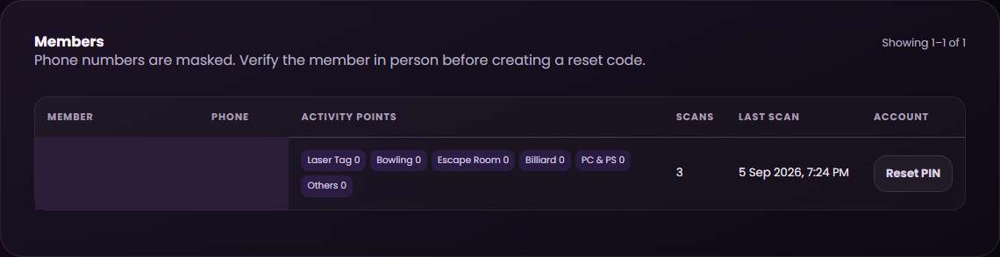 Members
Showing 1–1 of 1
Phone numbers are masked. Verify the member in person before creating a reset code.
MEMBER PHONE ACTIVITY POINTS SCANS LAST SCAN ACCOUNT
Laser Tag 0 Bowling 0 Escape Room 0 Billiard 0 PC & PS 0
Others 0
3
5 Sep 2026, 7:24 PM
Reset PIN